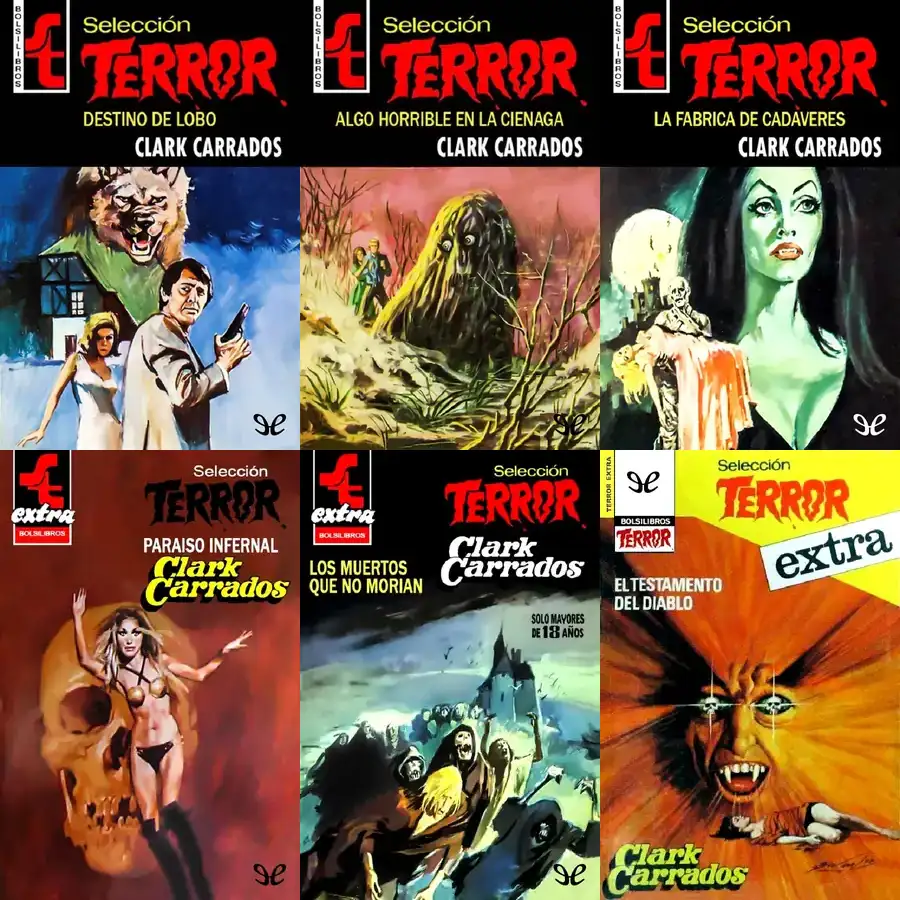 BOLSILIBROS
Selección
TERROR
DESTINO DE LOBO
CLARK CARRADOS
BOLSILIBROS
Selección
TERROR
ALGO HORRIBLE EN LA CIENAGA
CLARK CARRADOS
BOLSILIBROS
Selección
TERROR
LA FABRICA DE CADÁVERES
CLARK CARRADOS
extra
BOLSILIBROS
Selección
TERROR
PARAISO INFERNAL
Clark
Carrados
extra
BOLSILIBROS
Selección
TERROR
Clark
Carrados
LOS MUERTOS
QUE NO MORIAN
SOLO MAYORES
DE 18 AÑOS
TERROR EXTRA
BOLSILIBROS
TERROR
Selección
TERROR
extra
EL TESTAMENTO
DEL DIABLO
Clark
Carrados